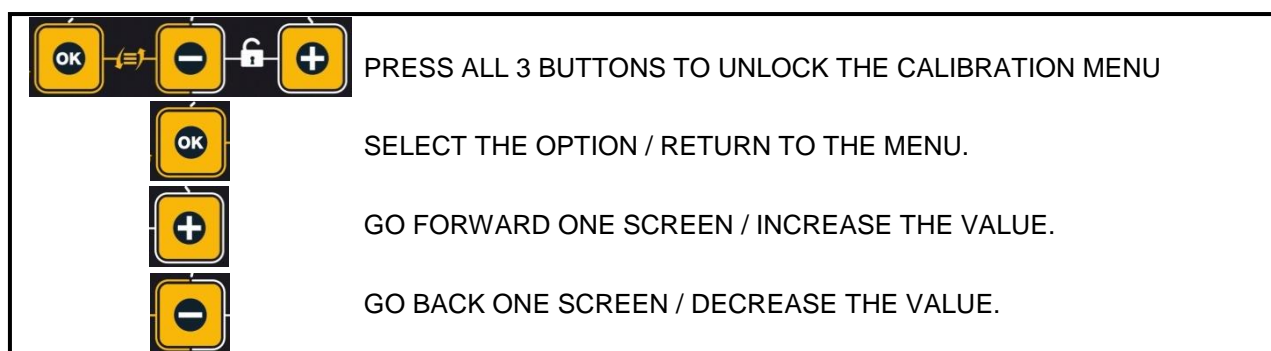 OK PRESS ALL 3 BUTTONS TO UNLOCK THE CALIBRATION MENU
OK SELECT THE OPTION / RETURN TO THE MENU.
GO FORWARD ONE SCREEN / INCREASE THE VALUE.
GO BACK ONE SCREEN / DECREASE THE VALUE.